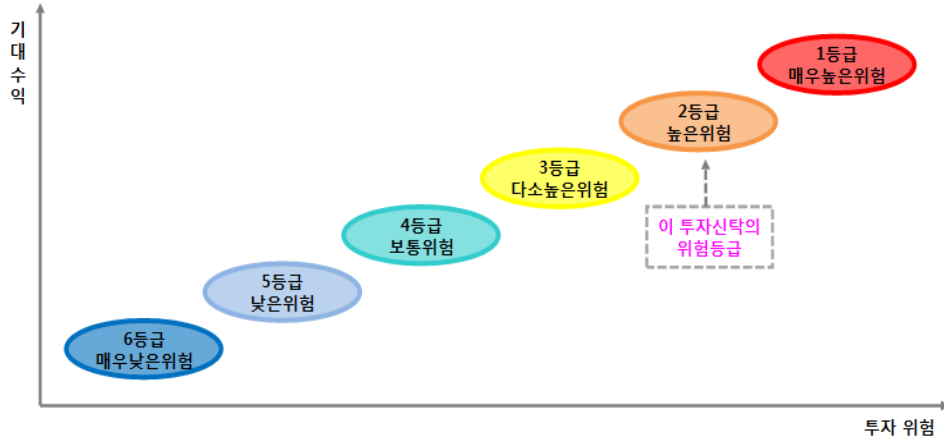 기대수익
1등급
매우높은위험
2등급
높은위험
3등급
다소높은위험
이 투자신탁의
위험등급
4등급
보통위험
5등급
낮은위험
6등급
매우낮은위험
투자 위험